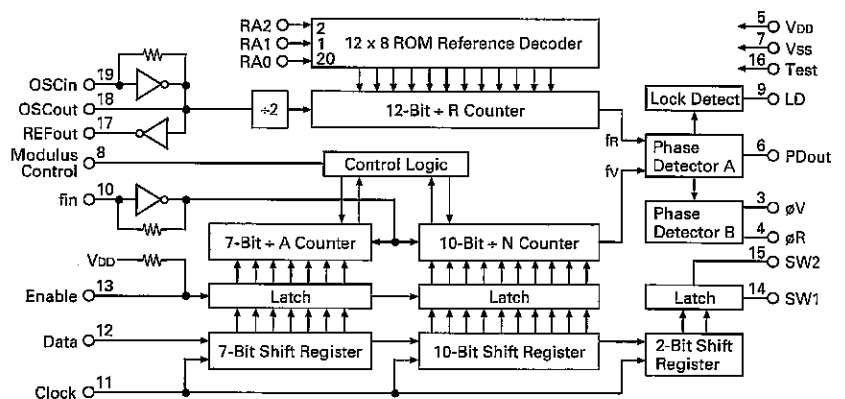 RA2 2
RA1 1
RA0 20
12 x 8 ROM Reference Decoder
5 VDD
7 VSS
16 Test
OSCin 19
OSCout 18
REFout 17
÷2
12-Bit ÷ R Counter
Lock Detect
9 LD
fR
Phase
Detector A
6 PDout
Modulus
Control 8
Control Logic
fV
fin 10
7-Bit ÷ A Counter
10-Bit ÷ N Counter
Phase
Detector B
3 øV
4 øR
15 SW2
VDD
Enable 13
Latch
Latch
Latch
14 SW1
Data 12
7-Bit Shift Register
10-Bit Shift Register
2-Bit Shift
Register
Clock 11